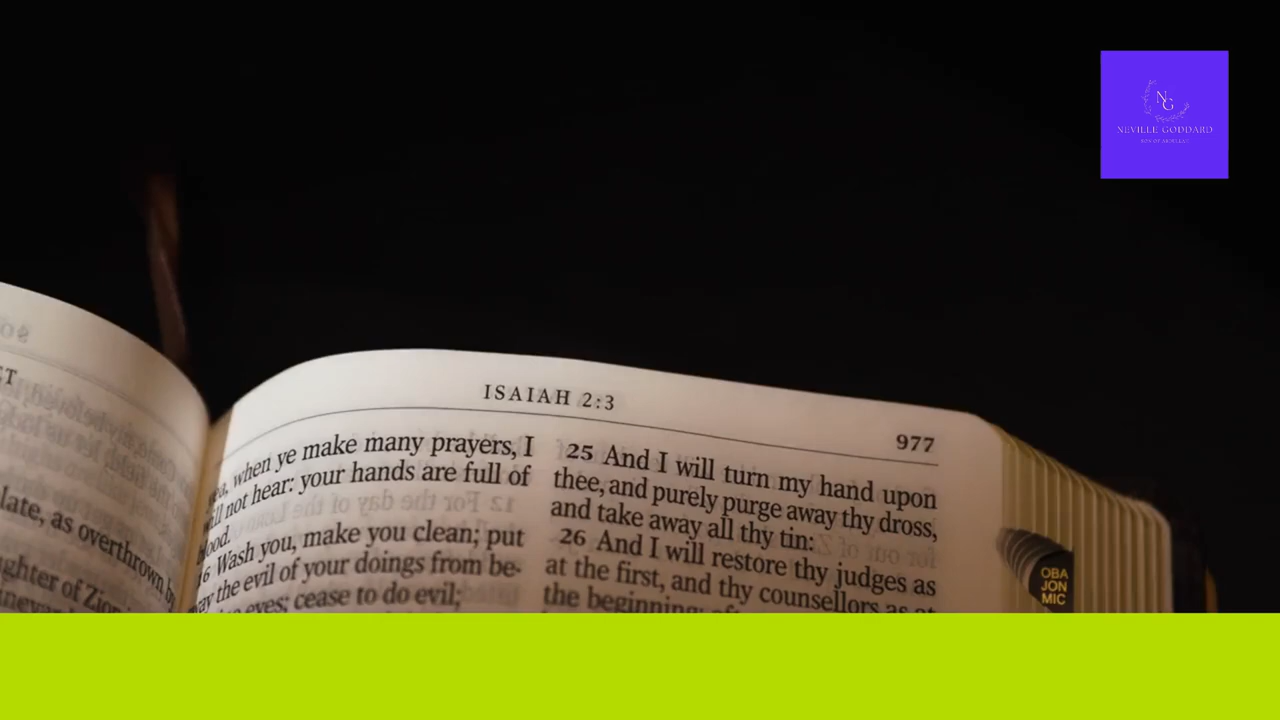 NG
NEVILLE GODDARD
ET
late, as overthrown
of Zion
ISAIAH 2:3
977
when ye make many prayers, I
not hear: your hands are full of
16 Wash you, make you clean; put
the evil of your doings from be-
eyes; cease to do evil;
25 And I will turn my hand upon
thee, and purely purge away thy dross,
and take away all thy tin:
26 And I will restore thy judges as
at the first, and thy counsellors as at
the beginning:
OBA
JON
MIC